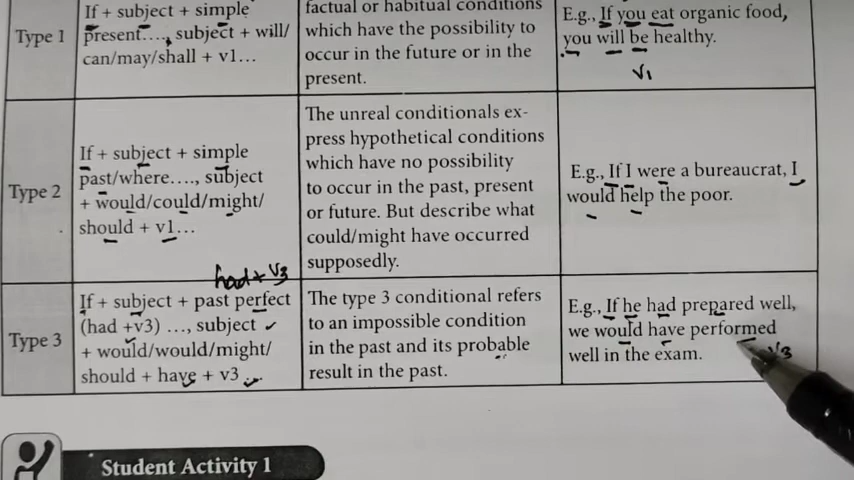 Type 1
If + subject + simple
present...., subject + will/
can/may/shall + v1...
factual or habitual conditions
which have the possibility to
occur in the future or in the
present.
E.g., If you eat organic food,
you will be healthy.
v1
Type 2
If + subject + simple
past/where...., subject
+ would/could/might/
should + v1...
The unreal conditionals ex-
press hypothetical conditions
which have no possibility
to occur in the past, present
or future. But describe what
could/might have occurred
supposedly.
E.g., If I were a bureaucrat, I
would help the poor.
had + v3
Type 3
If + subject + past perfect
(had +v3) ..., subject
+ would/would/might/
should + have + v3 ...
The type 3 conditional refers
to an impossible condition
in the past and its probable
result in the past.
E.g., If he had prepared well,
we would have performed
well in the exam.
v3
Student Activity 1